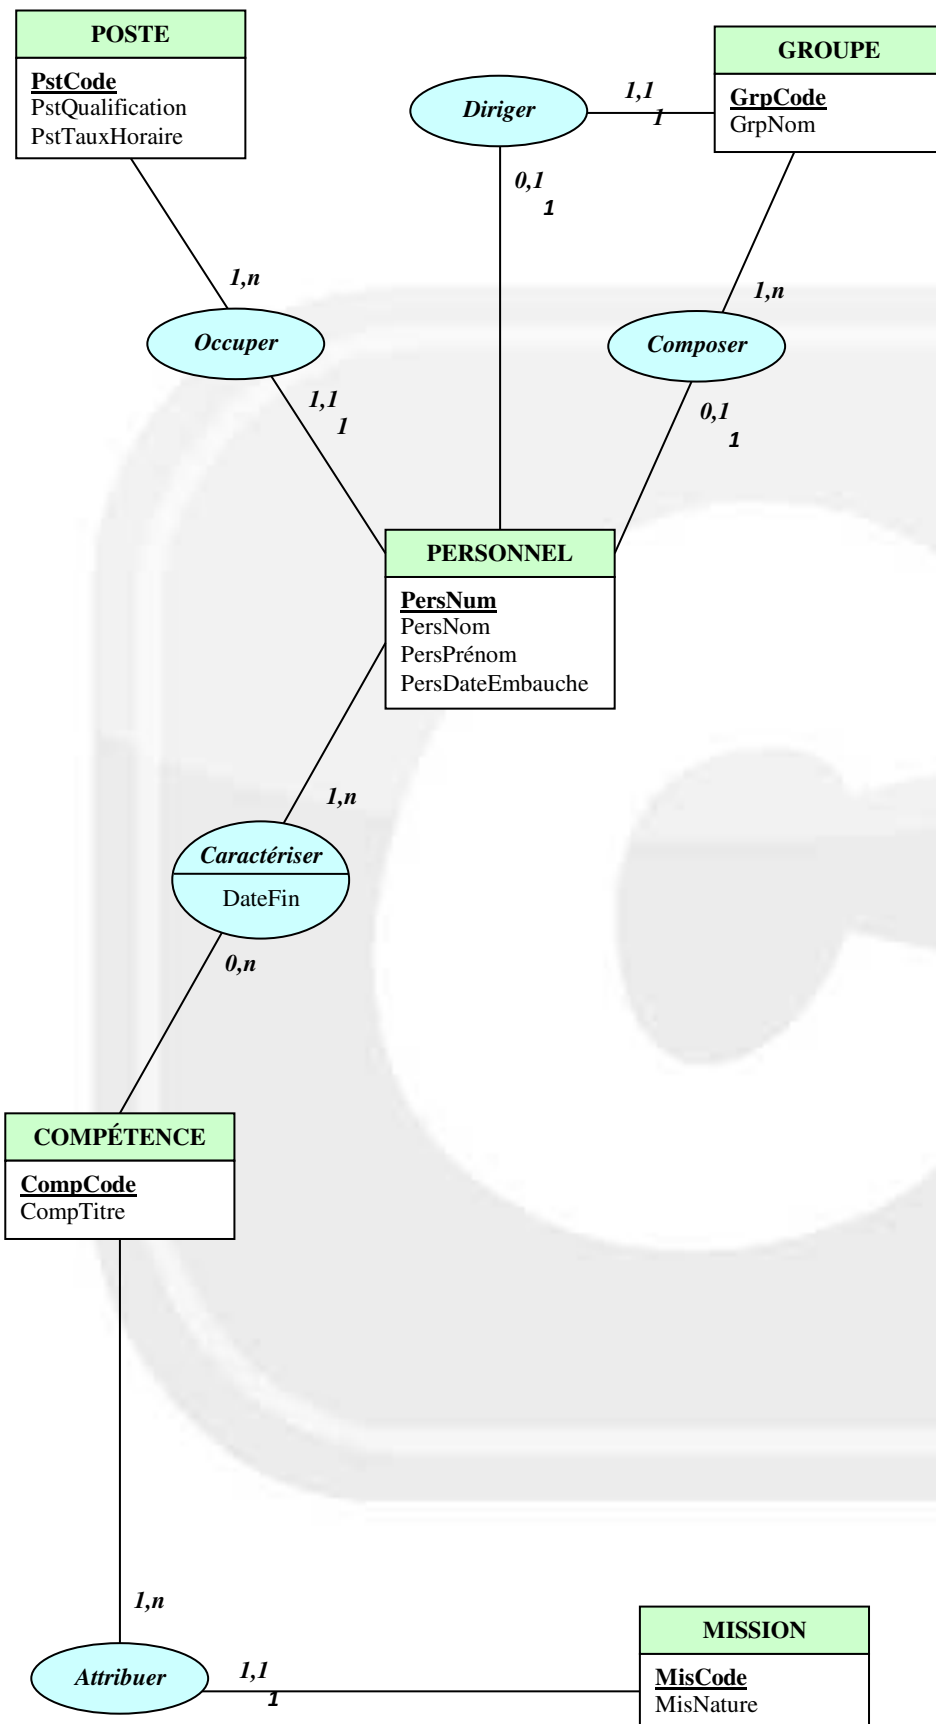 POSTE
PstCode
PstQualification
PstTauxHoraire
GROUPE
GrpCode
GrpNom
Diriger
1,1
1
0,1
1
1,n
Occuper
1,1
1
1,n
Composer
0,1
1
PERSONNEL
PersNum
PersNom
PersPrénom
PersDateEmbauche
1,n
Caractériser
DateFin
0,n
COMPÉTENCE
CompCode
CompTitre
1,n
Attribuer
1,1
1
MISSION
MisCode
MisNature